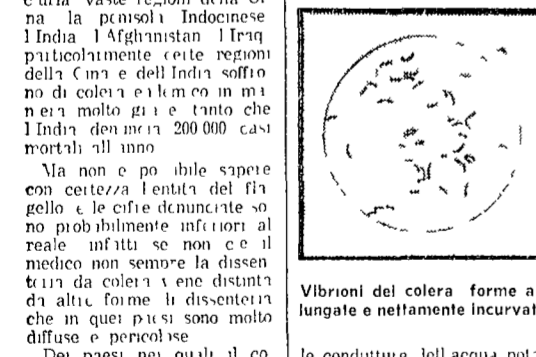 na la penisola Indocinese
l India l Afghanistan l Iraq
particolarmente certe regioni
della Cina e dell India soffro
no di colera endemico in ma
niera molto grave tanto che
l India denuncia 200 000 casi
mortali all anno
Ma non e possibile sapere
con certezza l entita del fla
gello e le cifre denunciate so
no probabilmente inferiori al
reale infatti se non c e il
medico non sempre la dissen
teria da colera viene distinta
da altre forme di dissenteria
che in quei paesi sono molto
diffuse e pericolose
Dei paesi nei quali il co
Vibrioni del colera forme a
lungate e nettamente incurvat
le condutture dell acqua pota